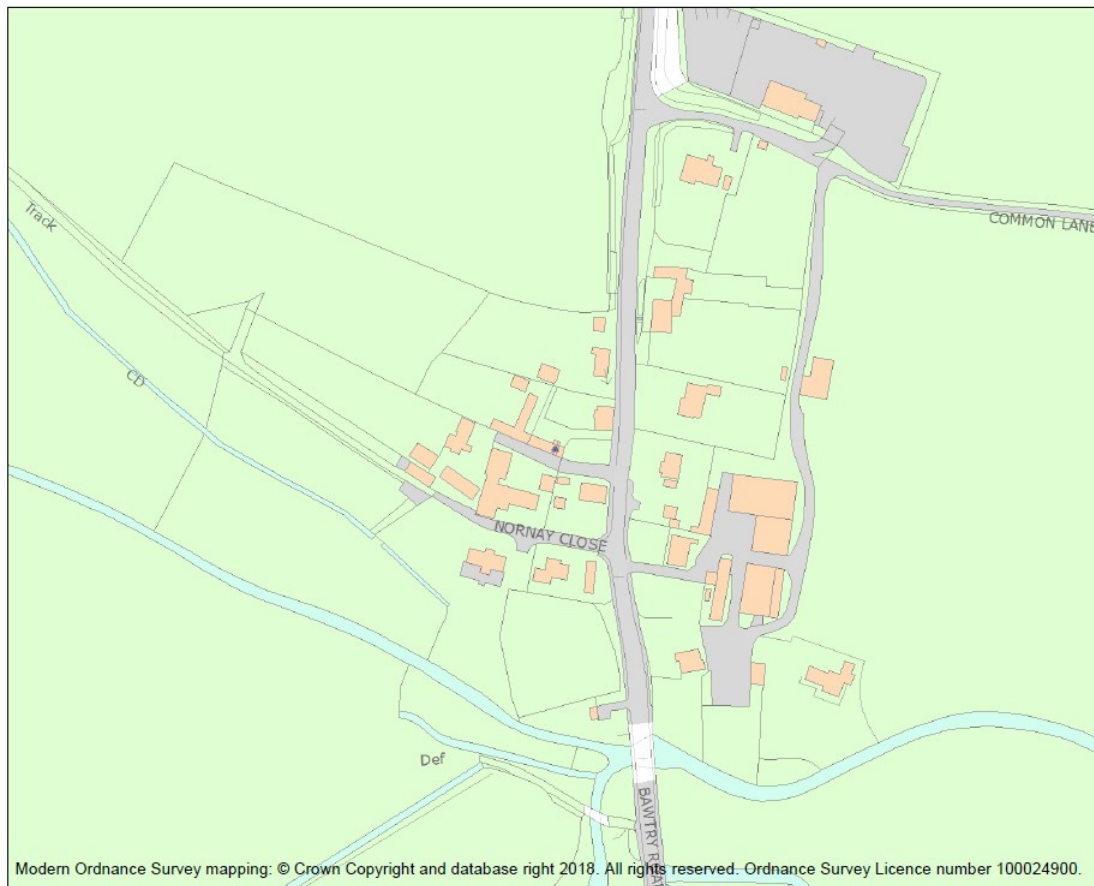 COMMON LANE
Track
CD
NORNAY CLOSE
Def
BAWTRY ROA
Modern Ordnance Survey mapping: © Crown Copyright and database right 2018. All rights reserved. Ordnance Survey Licence number 100024900.